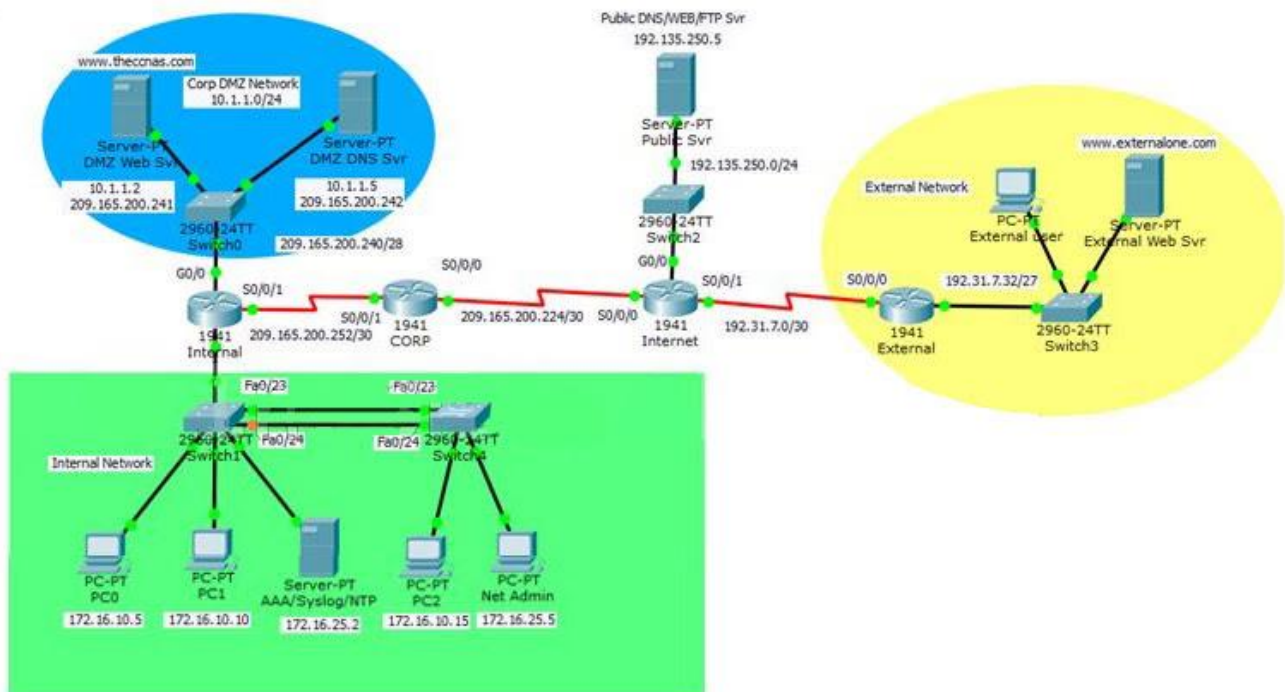 Public DNS/WEB/FTP Svr
192.135.250.5
www.theccnas.com
Corp DMZ Network
10.1.1.0/24
Server-PT
DMZ Web Svr
Server-PT
DMZ DNS Svr
10.1.1.2
209.165.200.241
10.1.1.5
209.165.200.242
2960-24TT
Switch0
209.165.200.240/28
G0/0
Server-PT
Public Svr
192.135.250.0/24
2960-24TT
Switch2
G0/0
www.externalone.com
External Network
PC-PT
External user
Server-PT
External Web Svr
S0/0/1
1941
Internal
209.165.200.252/30
S0/0/1
S0/0/0
1941
CORP
209.165.200.224/30
S0/0/0
1941
Internet
S0/0/1
192.31.7.0/30
S0/0/0
1941
External
192.31.7.32/27
2960-24TT
Switch3
Fa0/23
Fa0/23
2960-24TT
Switch1
Fa0/24
Fa0/24
2960-24TT
Switch4
Internal Network
PC-PT
PC0
172.16.10.5
PC-PT
PC1
172.16.10.10
Server-PT
AAA/Syslog/NTP
172.16.25.2
PC-PT
PC2
172.16.10.15
PC-PT
Net Admin
172.16.25.5